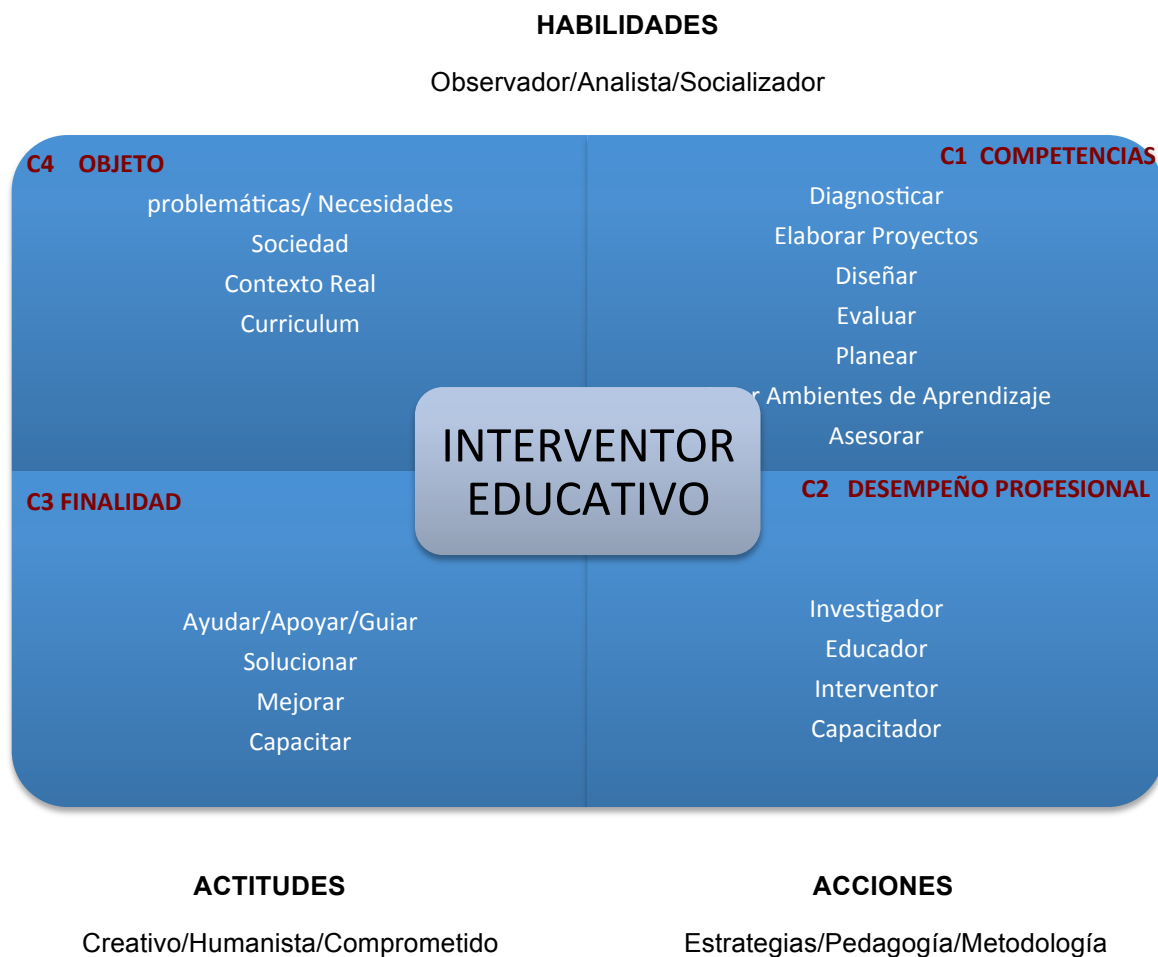 HABILIDADES
Observador/Analista/Socializador
C4 OBJETO
problemáticas/ Necesidades
Sociedad
Contexto Real
Curriculum
C1 COMPETENCIAS
Diagnosticar
Elaborar Proyectos
Diseñar
Evaluar
Planear
r Ambientes de Aprendizaje
Asesorar
INTERVENTOR
EDUCATIVO
C3 FINALIDAD
Ayudar/Apoyar/Guiar
Solucionar
Mejorar
Capacitar
C2 DESEMPEÑO PROFESIONAL
Investigador
Educador
Interventor
Capacitador
ACTITUDES
Creativo/Humanista/Comprometido
ACCIONES
Estrategias/Pedagogía/Metodología